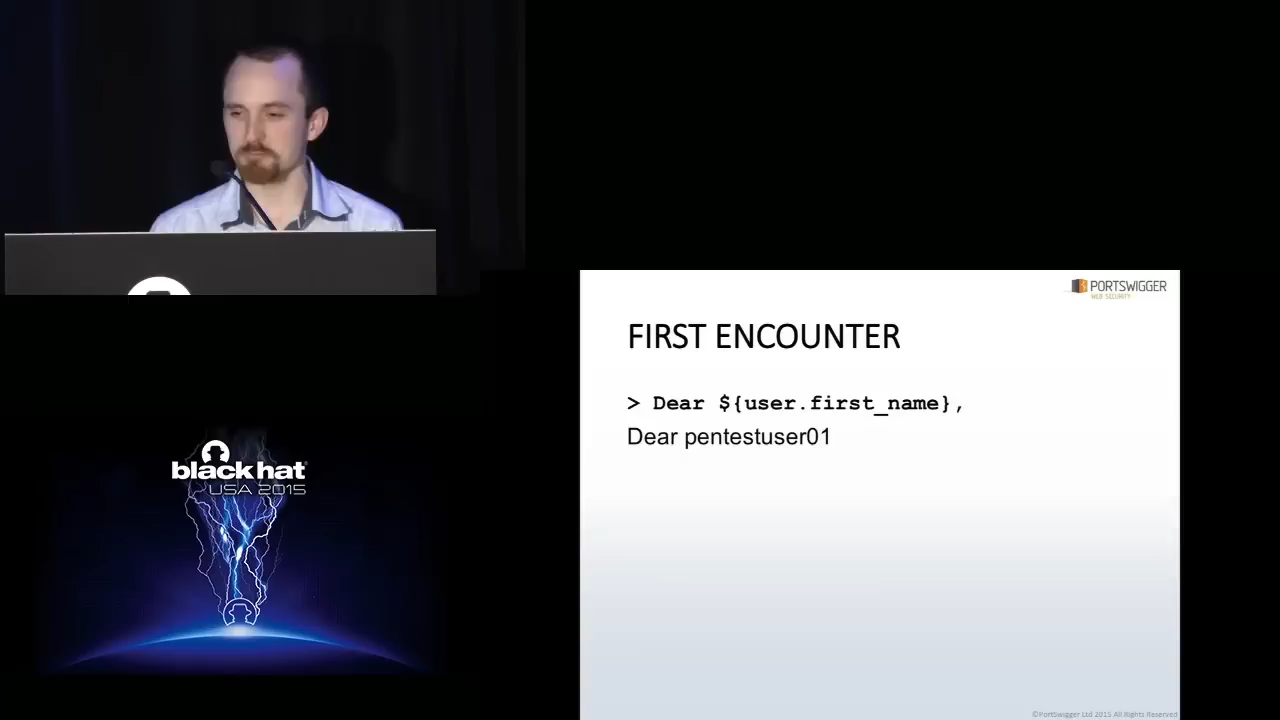 PORTSWIGGER
WEB SECURITY
FIRST ENCOUNTER
> Dear ${user.first_name},
Dear pentestuser01
black hat
USA 2015
©PortSwigger Ltd 2015 All Rights Reserved